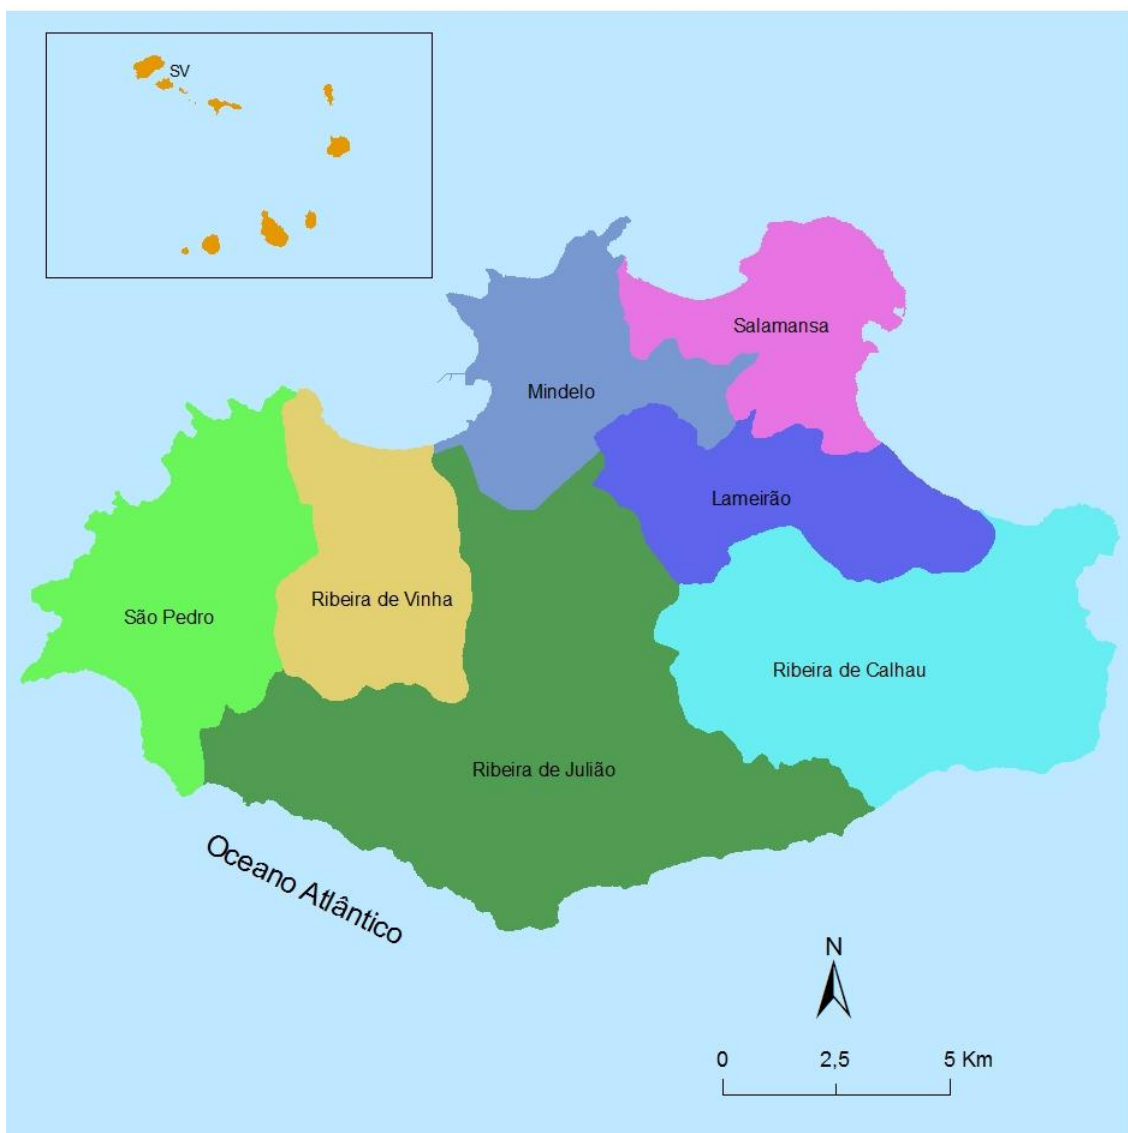 SV
Salamansa
Mindelo
Lameirão
Ribeira de Vinha
São Pedro
Ribeira de Calhau
Ribeira de Julião
Oceano Atlântico
N
0 2,5 5 Km